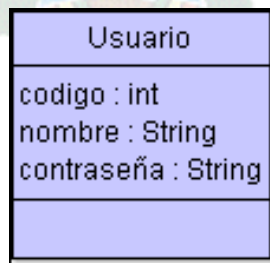 Usuario
codigo : int
nombre : String
contraseña : String